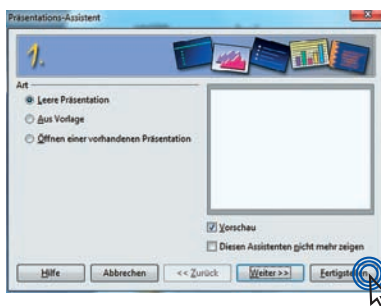 Präsentations-Assistent
1.
Art
Leere Präsentation
Aus Vorlage
Öffnen einer vorhandenen Präsentation
Vorschau
Diesen Assistenten nicht mehr zeigen
Hilfe
Abbrechen
<< Zurück
Weiter >>
Fertigstellen